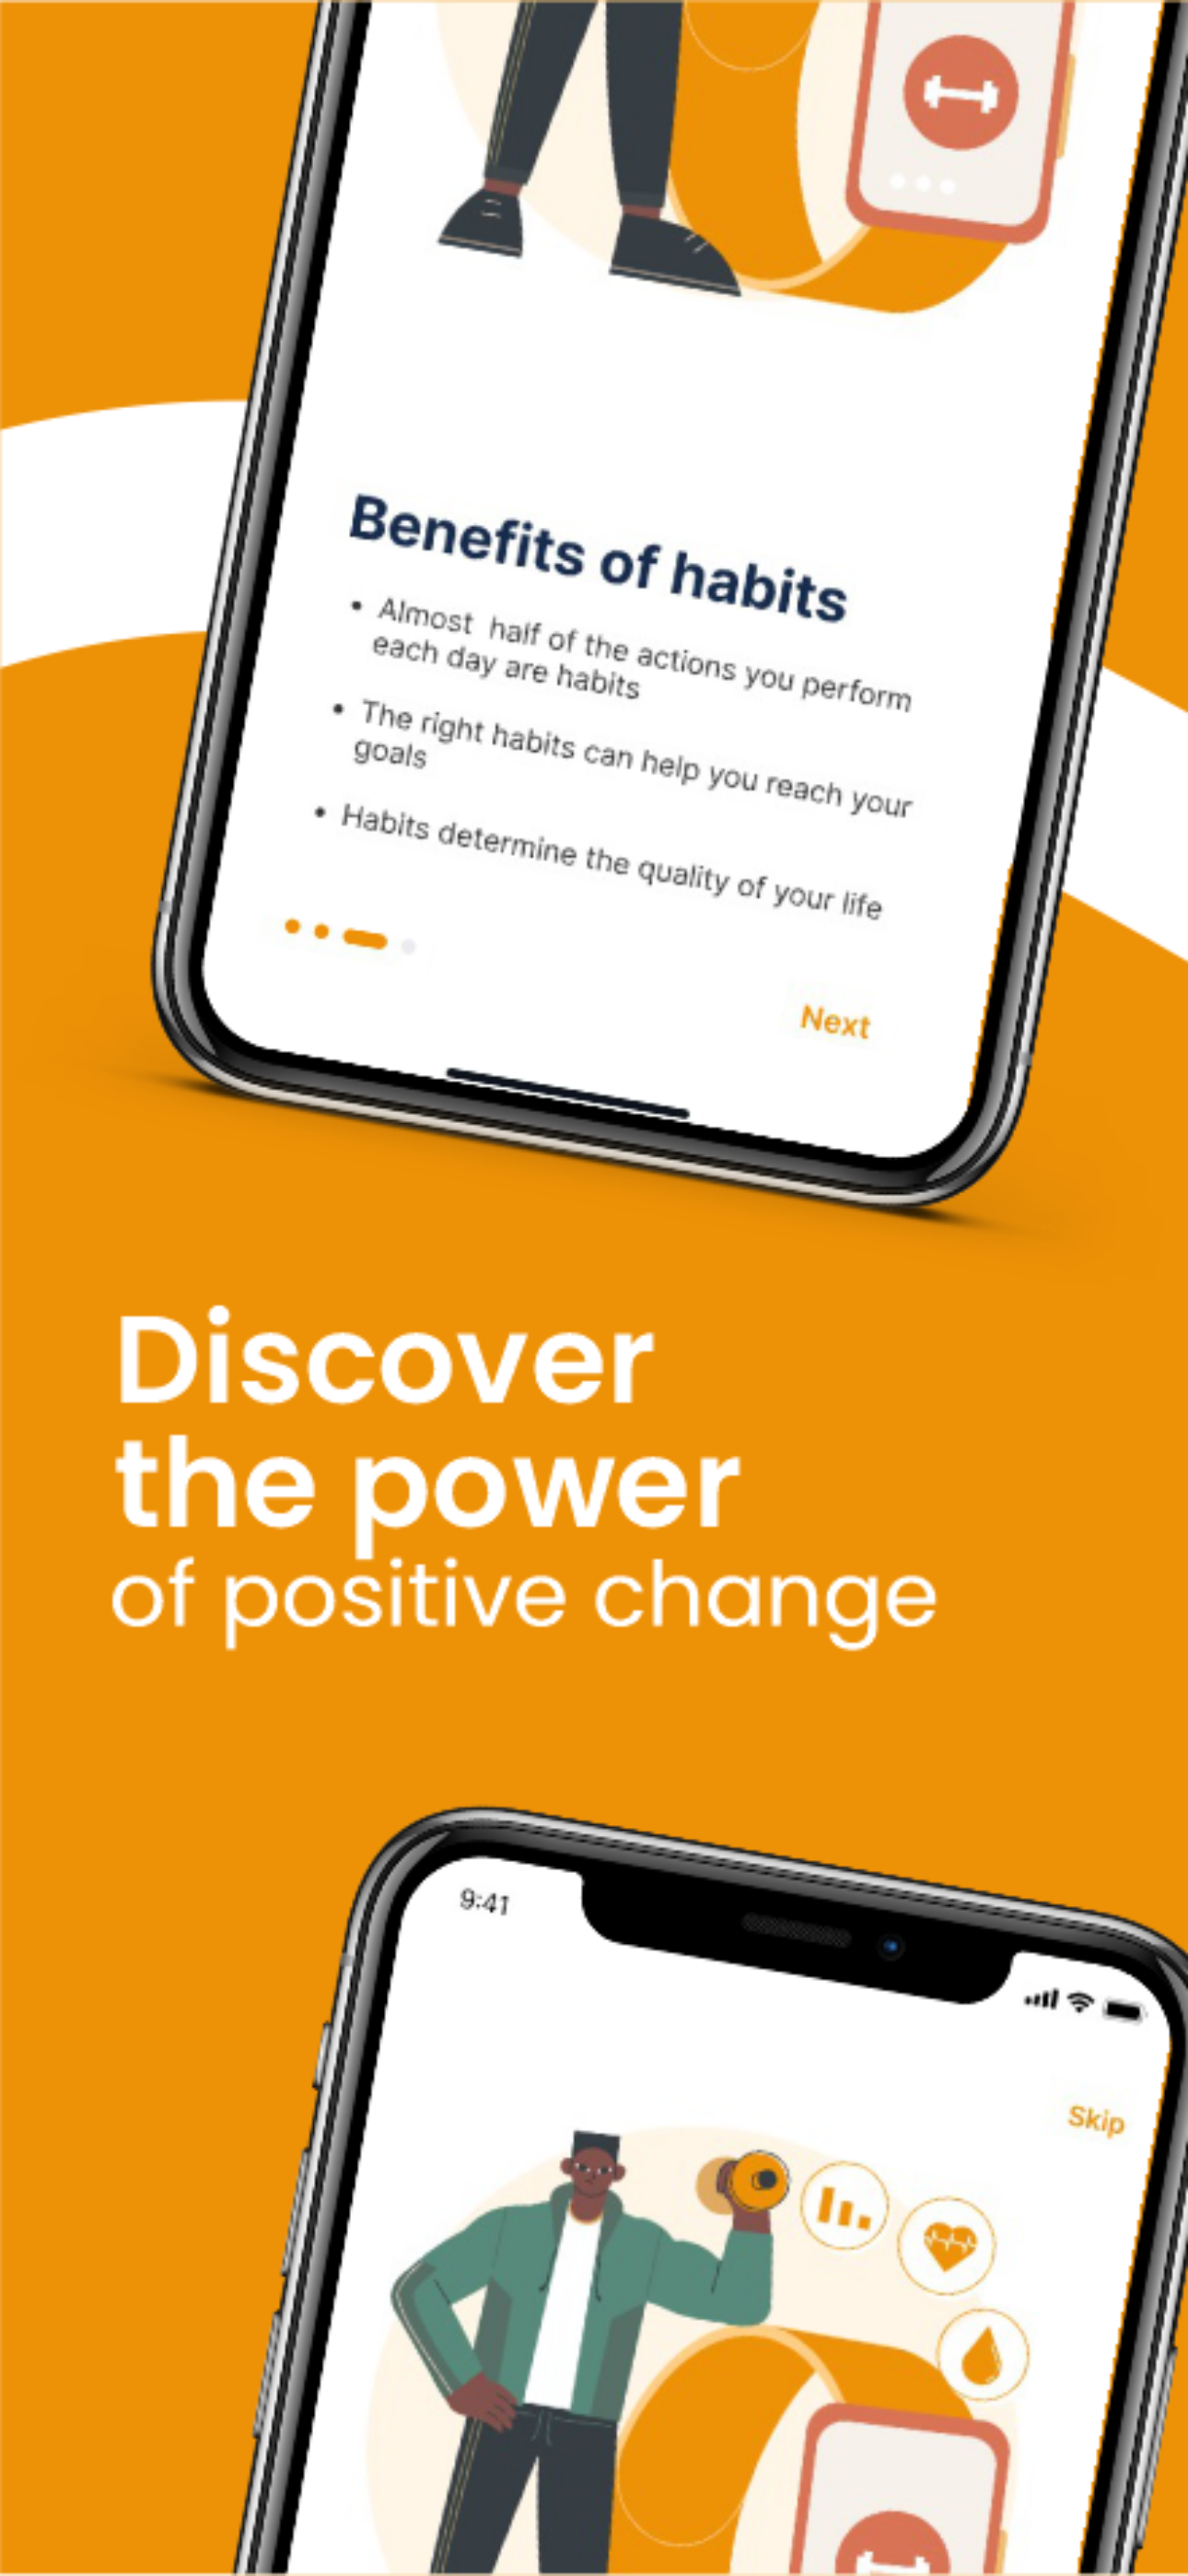 Benefits of habits
• Almost half of the actions you perform
each day are habits
• The right habits can help you reach your
goals
• Habits determine the quality of your life
Next
Discover
the power
of positive change
9:41
Skip